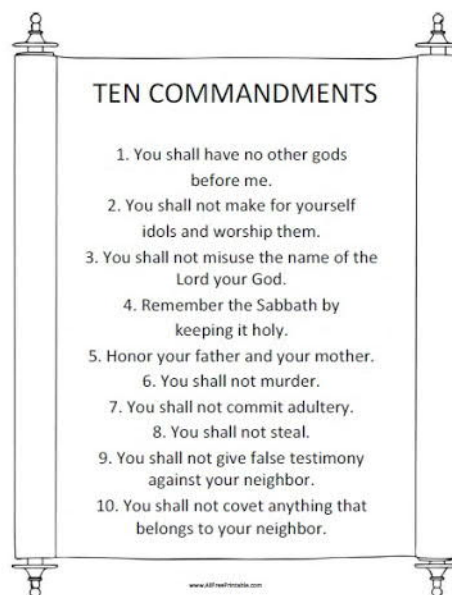 TEN COMMANDMENTS
1. You shall have no other gods
before me.
2. You shall not make for yourself
idols and worship them.
3. You shall not misuse the name of the
Lord your God.
4. Remember the Sabbath by
keeping it holy.
5. Honor your father and your mother.
6. You shall not murder.
7. You shall not commit adultery.
8. You shall not steal.
9. You shall not give false testimony
against your neighbor.
10. You shall not covet anything that
belongs to your neighbor.
www.AllFreePrintable.com